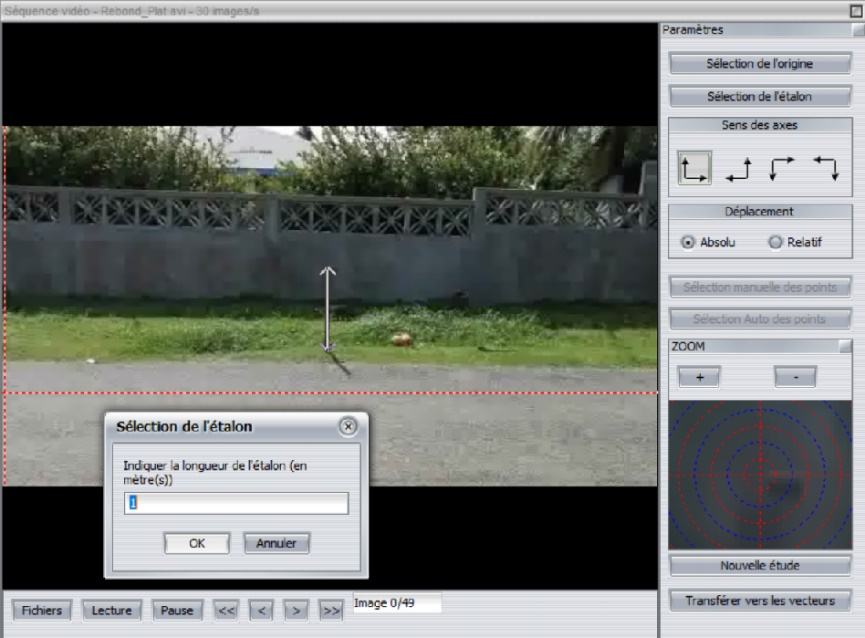 Séquence vidéo - Rebond_Plat.avi - 30 images/s
Paramètres
Sélection de l'origine
Sélection de l'étalon
Sens des axes
Déplacement
Absolu
Relatif
Sélection manuelle des points
Sélection Auto des points
ZOOM
+
-
Sélection de l'étalon
Indiquer la longueur de l'étalon (en
mètre(s))
1
OK
Annuler
Nouvelle étude
Transférer vers les vecteurs
Fichiers
Lecture
Pause
<<
<
>
>>
Image 0/49